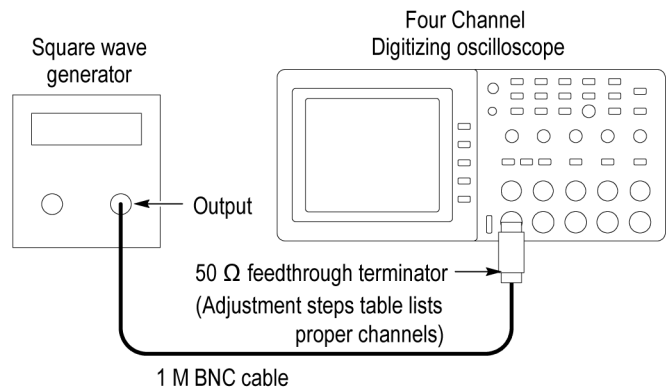 Four Channel
Digitizing oscilloscope
Square wave
generator
Output
50 Ω feedthrough terminator
(Adjustment steps table lists
proper channels)
1 M BNC cable